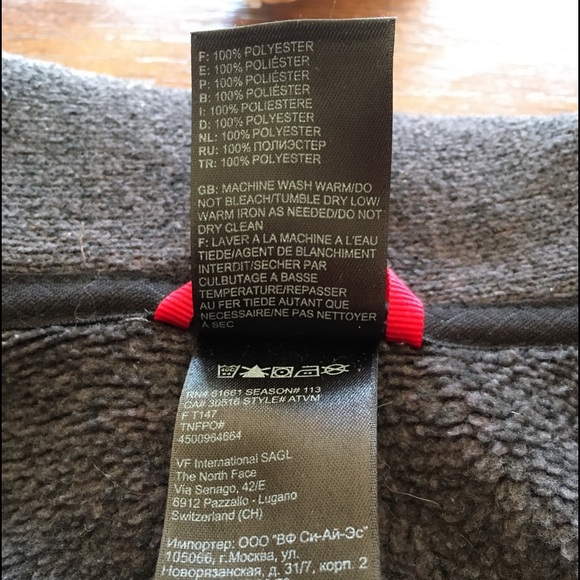 F: 100% POLYESTER
E: 100% POLIÉSTER
P: 100% POLIÉSTER
B: 100% POLIÉSTER
I: 100% POLIESTERE
D: 100% POLYESTER
NL: 100% POLYESTER
RU: 100% ПОЛИЭСТЕР
TR: 100% POLYESTER
GB: MACHINE WASH WARM/DO
NOT BLEACH/TUMBLE DRY LOW/
WARM IRON AS NEEDED/DO NOT
DRY CLEAN
F: LAVER A LA MACHINE A L'EAU
TIEDE/AGENT DE BLANCHIMENT
INTERDIT/SECHER PAR
CULBUTAGE A BASSE
TEMPERATURE/REPASSER
AU FER TIEDE AUTANT QUE
NECESSAIRE/NE PAS NETTOYER
A SEC
RN# 61661 SEASON# 113
CA# 30516 STYLE# ATVM
F T147
TNFPO#
4500964664
VF International SAGL
The North Face
Via Senago, 42/E
6912 Pazzallo - Lugano
Switzerland (CH)
Импортер: ООО "ВФ Си-Ай-Эс"
105066, г.Москва, ул.
Новорязанская, д. 31/7, корп. 2